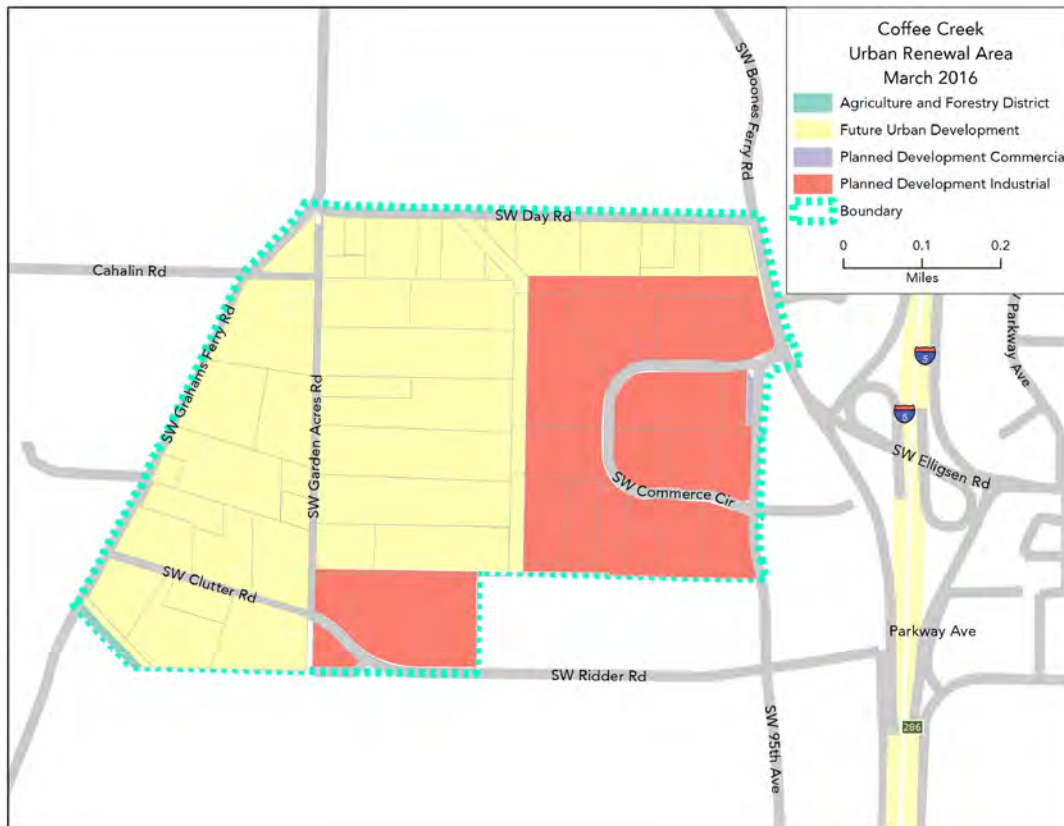 Coffee Creek
Urban Renewal Area
March 2016
Agriculture and Forestry District
Future Urban Development
Planned Development Commercia
Planned Development Industrial
Boundary
0 0.1 0.2
Miles
SW Boones Ferry Rd
SW Day Rd
Cahalin Rd
SW Grahams Ferry Rd
SW Garden Acres Rd
Parkway Ave
5
5
SW Elligsen Rd
SW Commerce Cir
SW Clutter Rd
Parkway Ave
SW Ridder Rd
286
SW 95th Ave